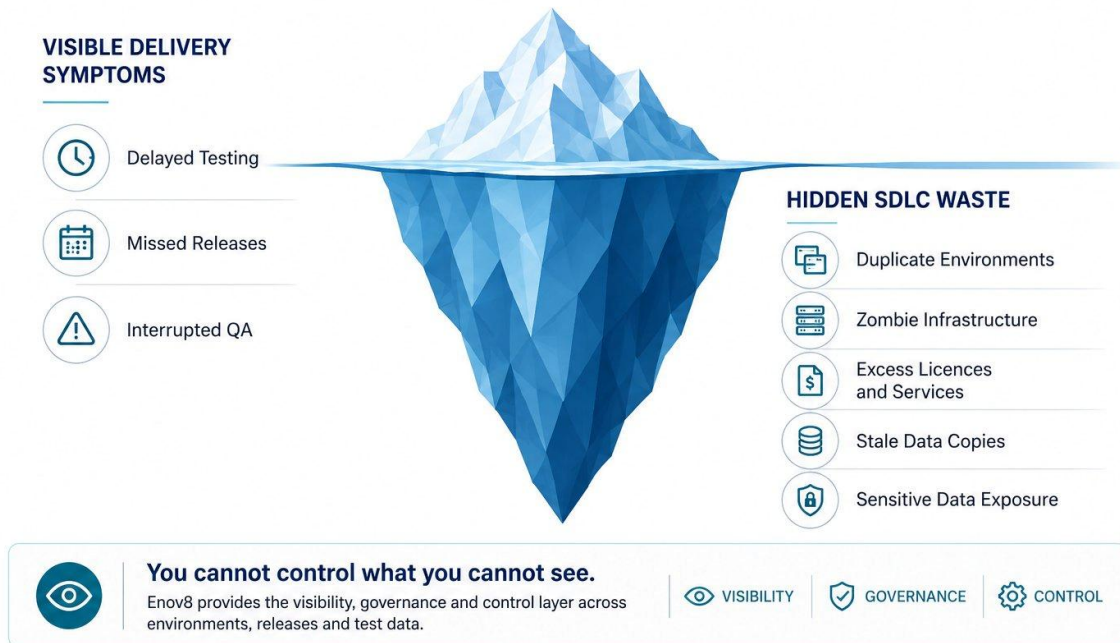 VISIBLE DELIVERY
SYMPTOMS
Delayed Testing
Missed Releases
Interrupted QA
HIDDEN SDLC WASTE
Duplicate Environments
Zombie Infrastructure
Excess Licences
and Services
Stale Data Copies
Sensitive Data Exposure
You cannot control what you cannot see.
Enov8 provides the visibility, governance and control layer across
environments, releases and test data.
VISIBILITY
GOVERNANCE
CONTROL